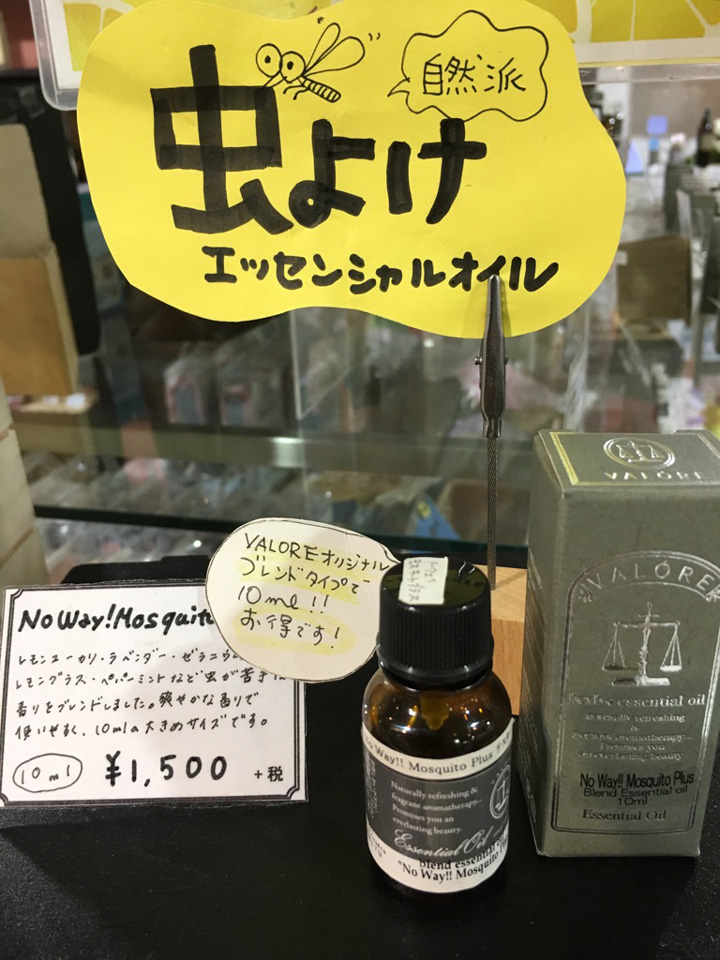 自然派
虫よけ
エッセンシャルオイル
VALOREオリジナル
ブレンドタイプで
10ml!!
お得です!
No Way!Mosquito
レモンユーカリ・ラベンダー・ゼラニウム
レモングラス・ペパーミントなど虫が苦手な
香りをブレンドしました。爽やかな香りで
使いやすく、10mlの大きめサイズです。
10ml ¥1,500 +税
No Way!! Mosquito Plus
Naturally refreshing &
fragrant aromatherapy...
Promises you an
everlasting beauty.
Essential Oil
blend essential
"No Way!! Mosquito
VALORE
VALORE
essential oil
Naturally refreshing
&
fragrant aromatherapy...
Promises you
an everlasting beauty
No Way!! Mosquito Plus
Blend Essential oil
10ml
Essential Oil